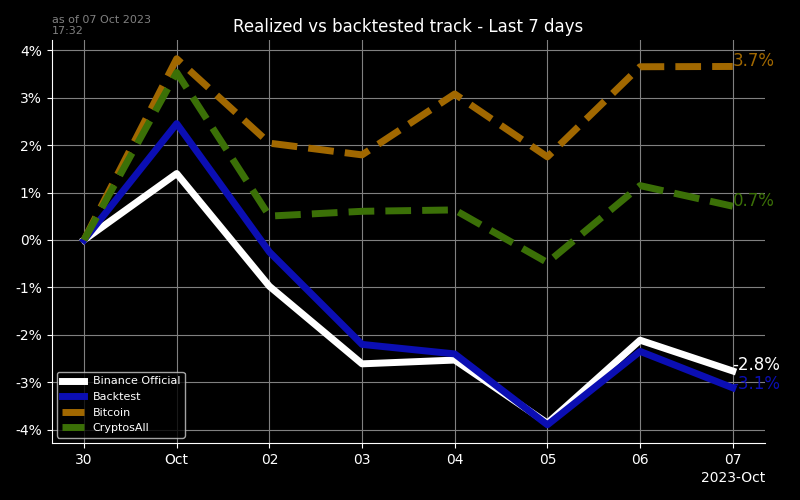 as of 07 Oct 2023
17:32
Realized vs backtested track - Last 7 days
4%
3%
2%
1%
0%
-1%
-2%
-3%
-4%
3.7%
0.7%
-2.8%
-3.1%
Binance Official
Backtest
Bitcoin
CryptosAll
30 Oct 02 03 04 05 06 07
2023-Oct